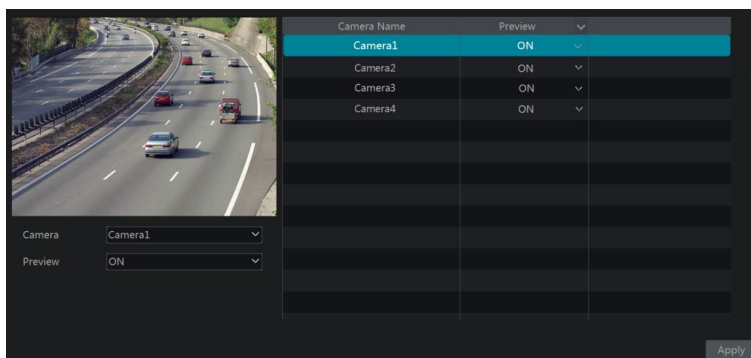 Camera Name Preview
Camera1 ON
Camera2 ON
Camera3 ON
Camera4 ON
Camera Camera1
Preview ON
Apply